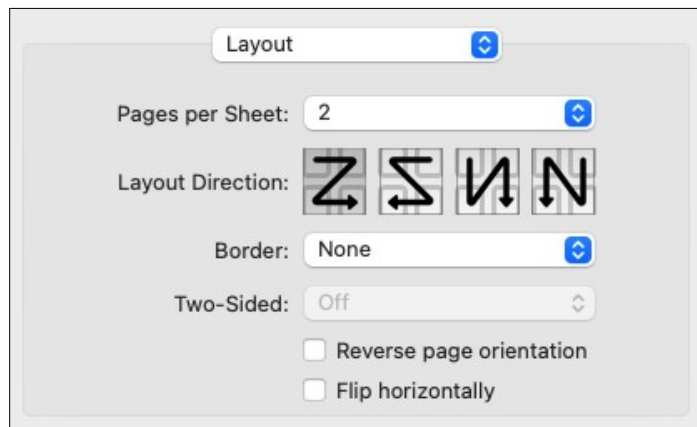 Layout
Pages per Sheet: 2
Layout Direction:
Border: None
Two-Sided: Off
Reverse page orientation
Flip horizontally